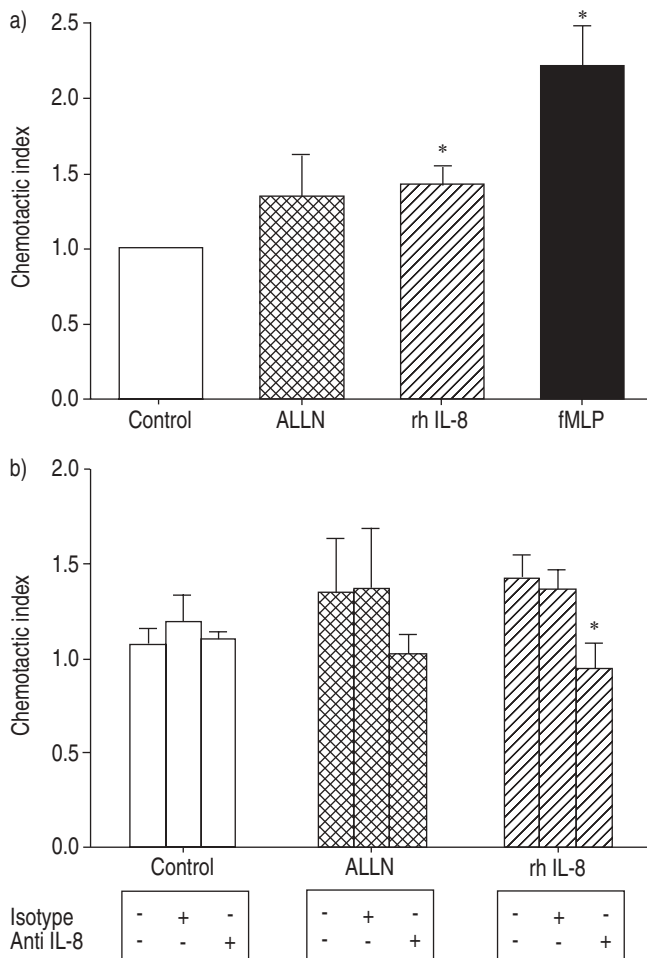 a)
2.5
2.0
1.5
1.0
0.5
0.0
Chemotactic index
*
*
Control ALLN rh IL-8 fMLP
b)
2.0
1.5
1.0
0.5
0.0
Chemotactic index
*
Control ALLN rh IL-8
Isotype - + - - + - - + -
Anti IL-8 - - + - - + - - +